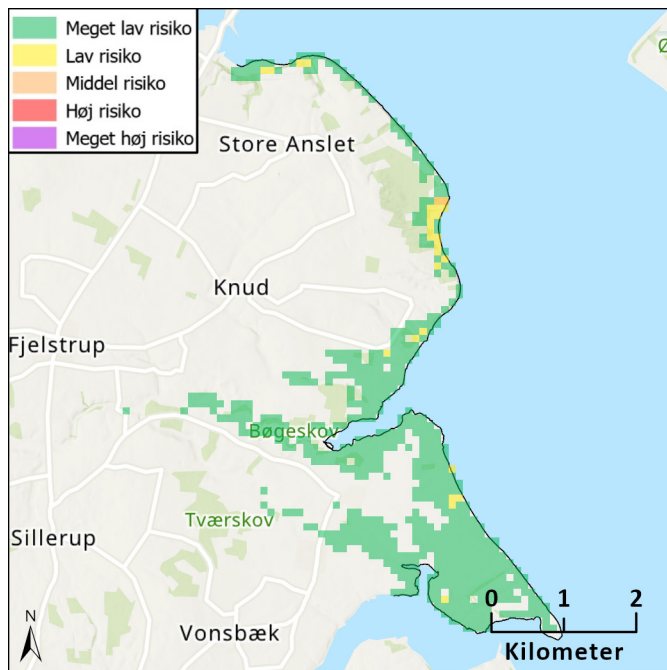 Meget lav risiko
Lav risiko
Middel risiko
Høj risiko
Meget høj risiko
Ø
Store Anslet
Knud
Fjelstrup
Bøgeskov
Tværskov
Sillerup
Vonsbæk
N
0 1 2
Kilometer